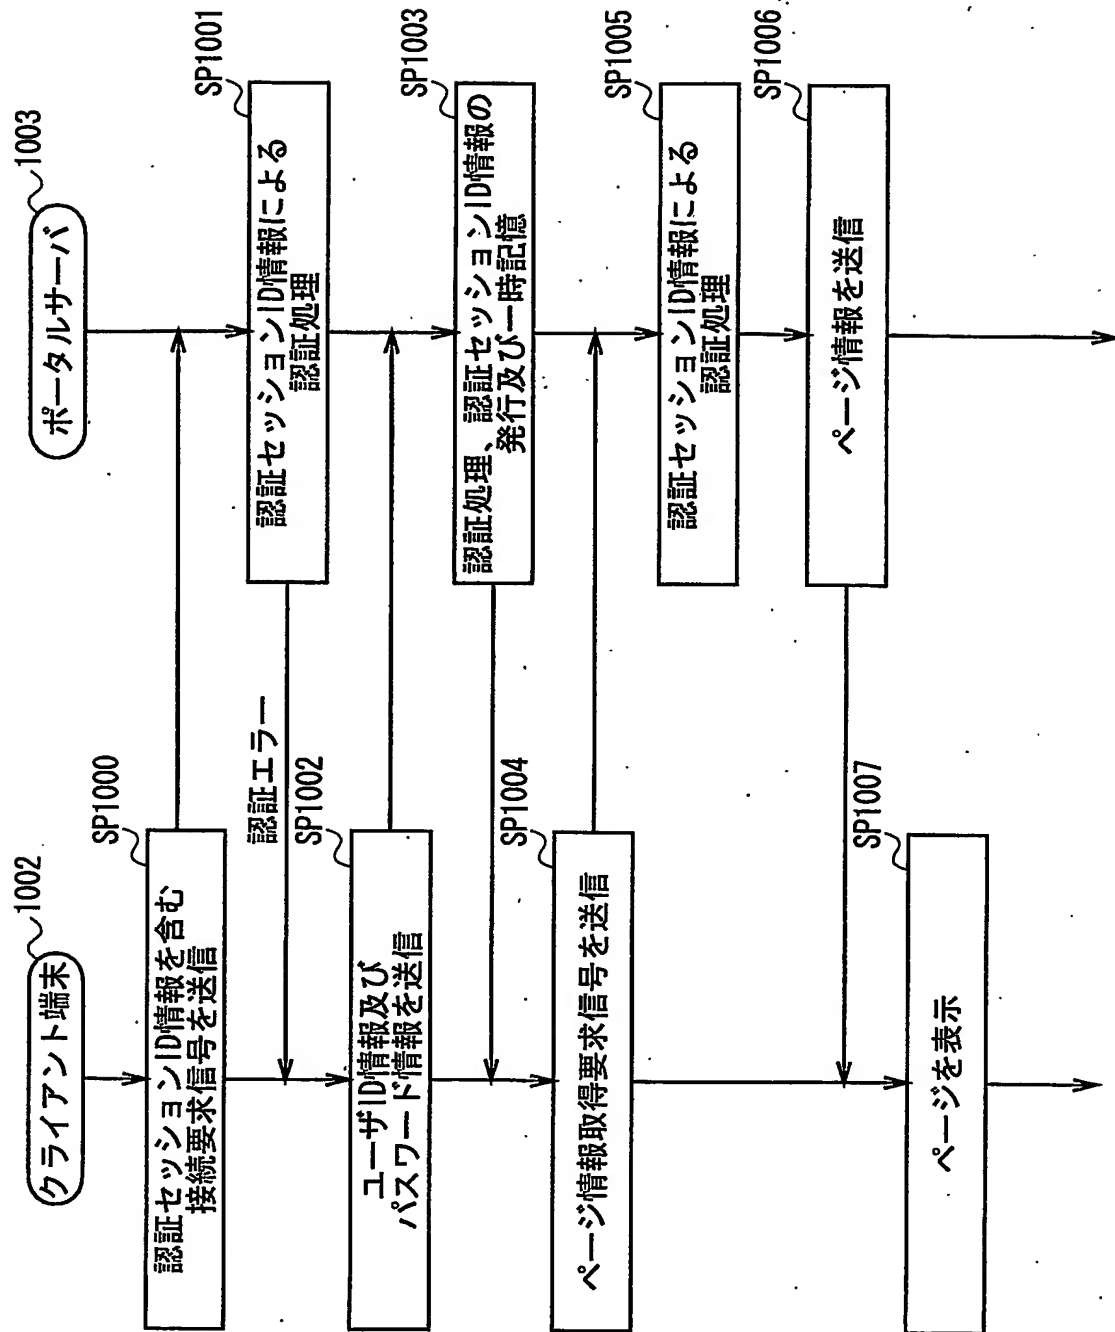 クライアント端末
1002
ポータルサーバ
1003
SP1000
認証セッションID情報を含む
接続要求信号を送信
SP1001
認証セッションID情報による
認証処理
認証エラー
SP1002
ユーザID情報及び
パスワード情報を送信
SP1003
認証処理、認証セッションID情報の
発行及び一時記憶
SP1004
ページ情報取得要求信号を送信
SP1005
認証セッションID情報による
認証処理
SP1006
ページ情報を送信
SP1007
ページを表示